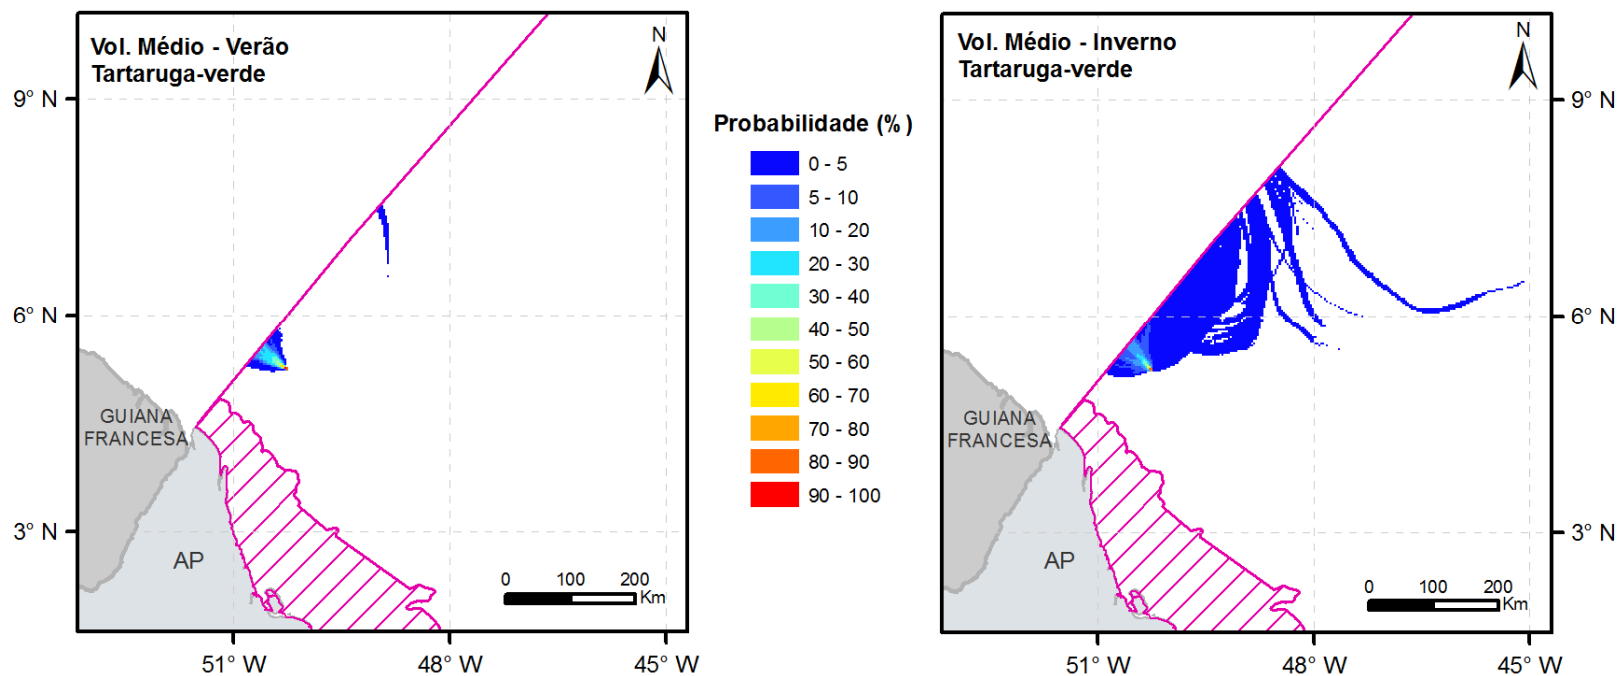 Vol. Médio - Verão
Tartaruga-verde
N
9° N
6° N
3° N
GUIANA
FRANCESA
AP
0 100 200
Km
51° W 48° W 45° W
Probabilidade (%)
0 - 5
5 - 10
10 - 20
20 - 30
30 - 40
40 - 50
50 - 60
60 - 70
70 - 80
80 - 90
90 - 100
Vol. Médio - Inverno
Tartaruga-verde
N
9° N
6° N
3° N
GUIANA
FRANCESA
AP
0 100 200
Km
51° W 48° W 45° W